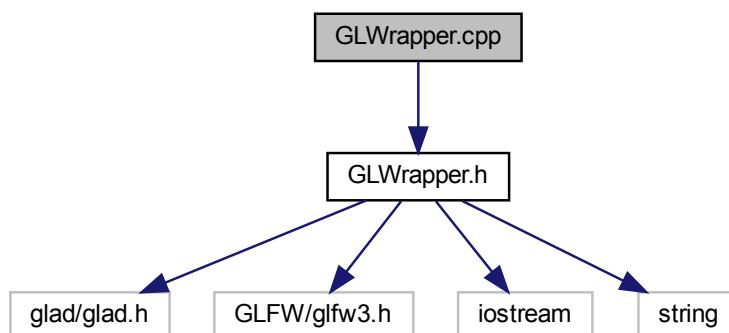 GLWrapper.cpp
GLWrapper.h
glad/glad.h
GLFW/glfw3.h
iostream
string